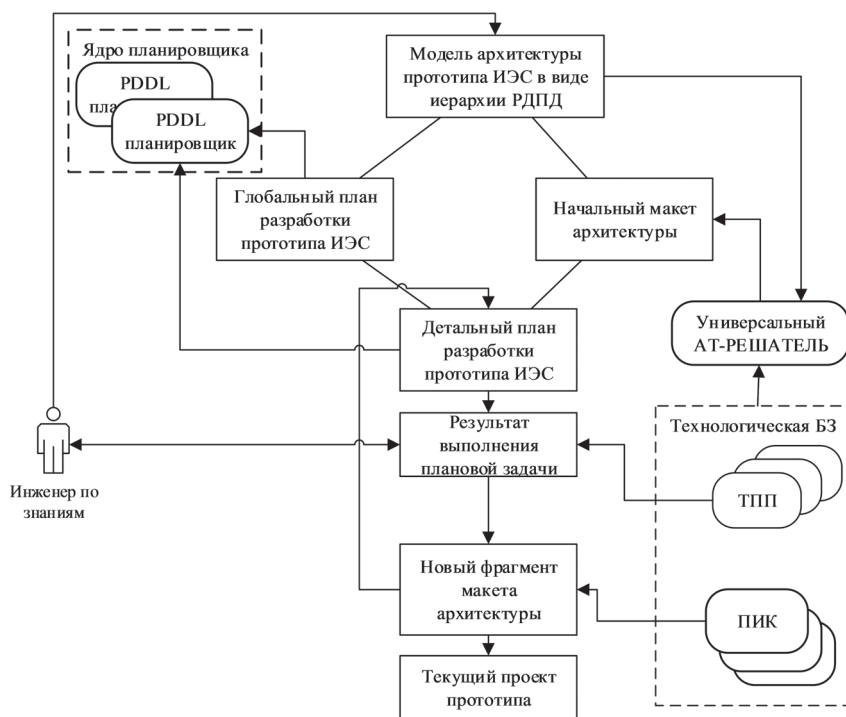 Ядро планировщика
PDDL
пла
PDDL
планировщик
Модель архитектуры
прототипа ИЭС в виде
иерархии РДПД
Глобальный план
разработки
прототипа ИЭС
Начальный макет
архитектуры
Детальный план
разработки
прототипа ИЭС
Универсальный
АТ-РЕШАТЕЛЬ
Результат
выполнения
плановой задачи
Технологическая БЗ
ТПП
Инженер по
знаниям
Новый фрагмент
макета
архитектуры
ПИК
Текущий проект
прототипа